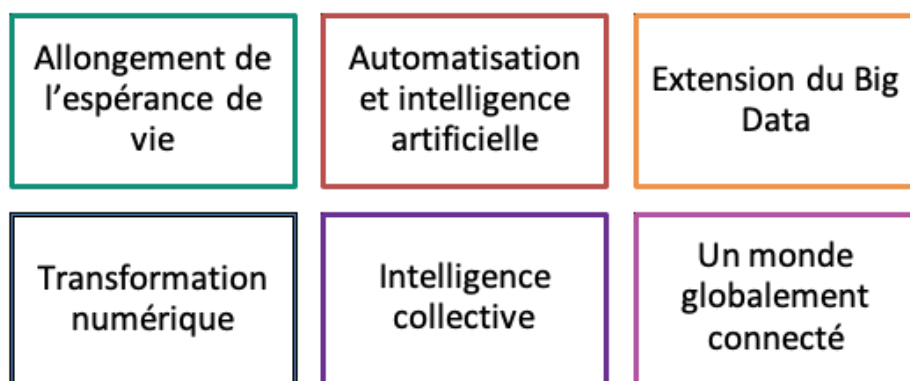 Allongement de
l'espérance de
vie
Automatisation
et intelligence
artificielle
Extension du Big
Data
Transformation
numérique
Intelligence
collective
Un monde
globalement
connecté